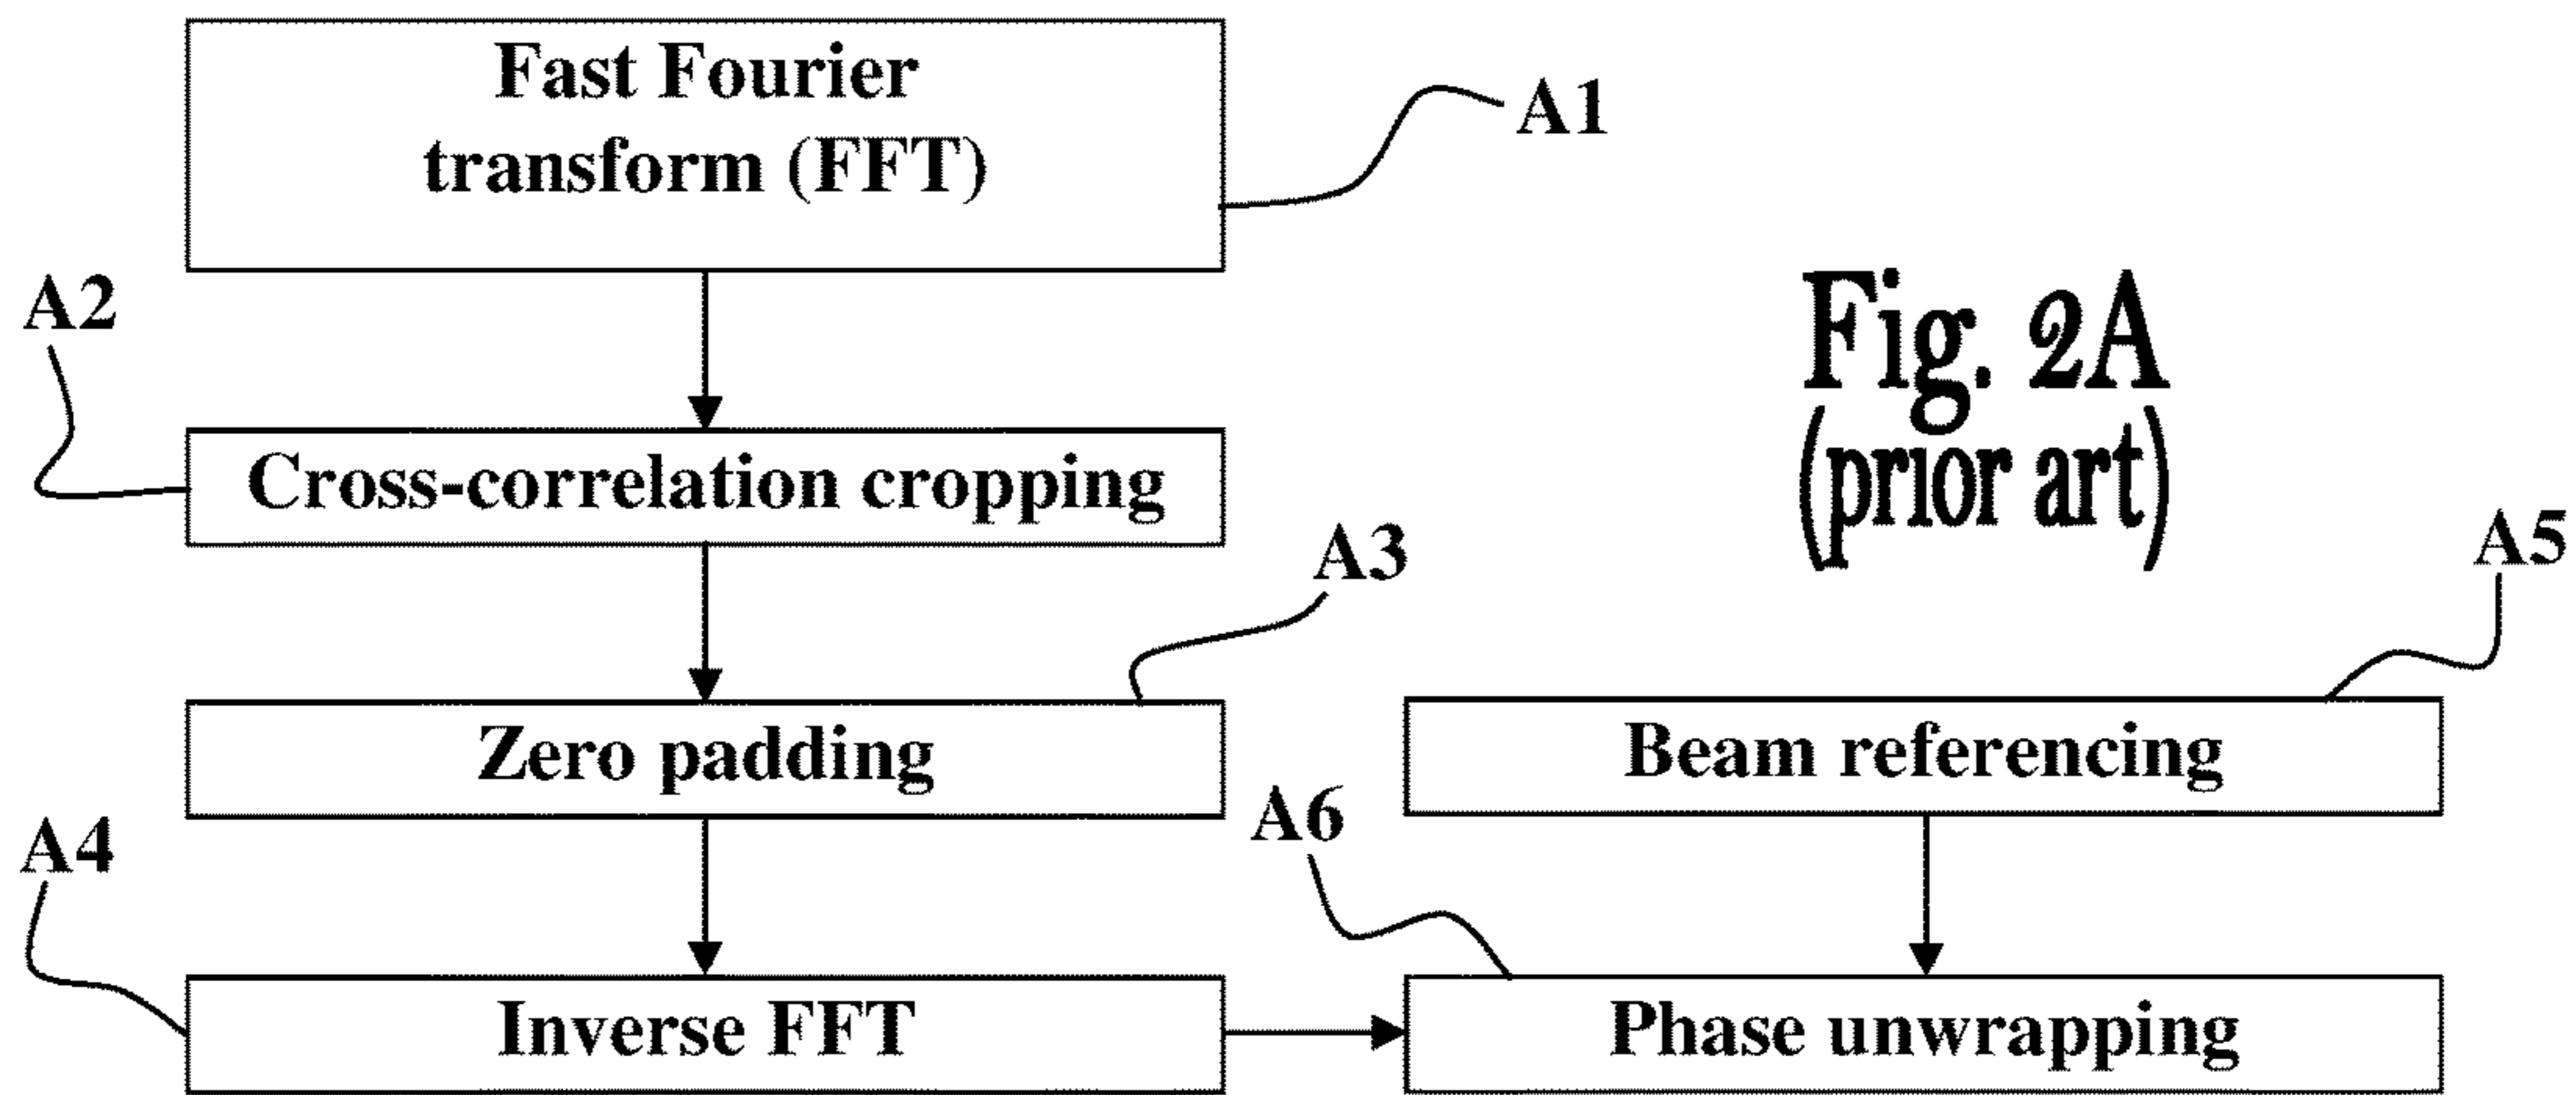 Fast Fourier
transform (FFT)
A1
A2
Fig. 2A
(prior art)
Cross-correlation cropping
A3
A5
Zero padding
Beam referencing
A4
A6
Inverse FFT
Phase unwrapping